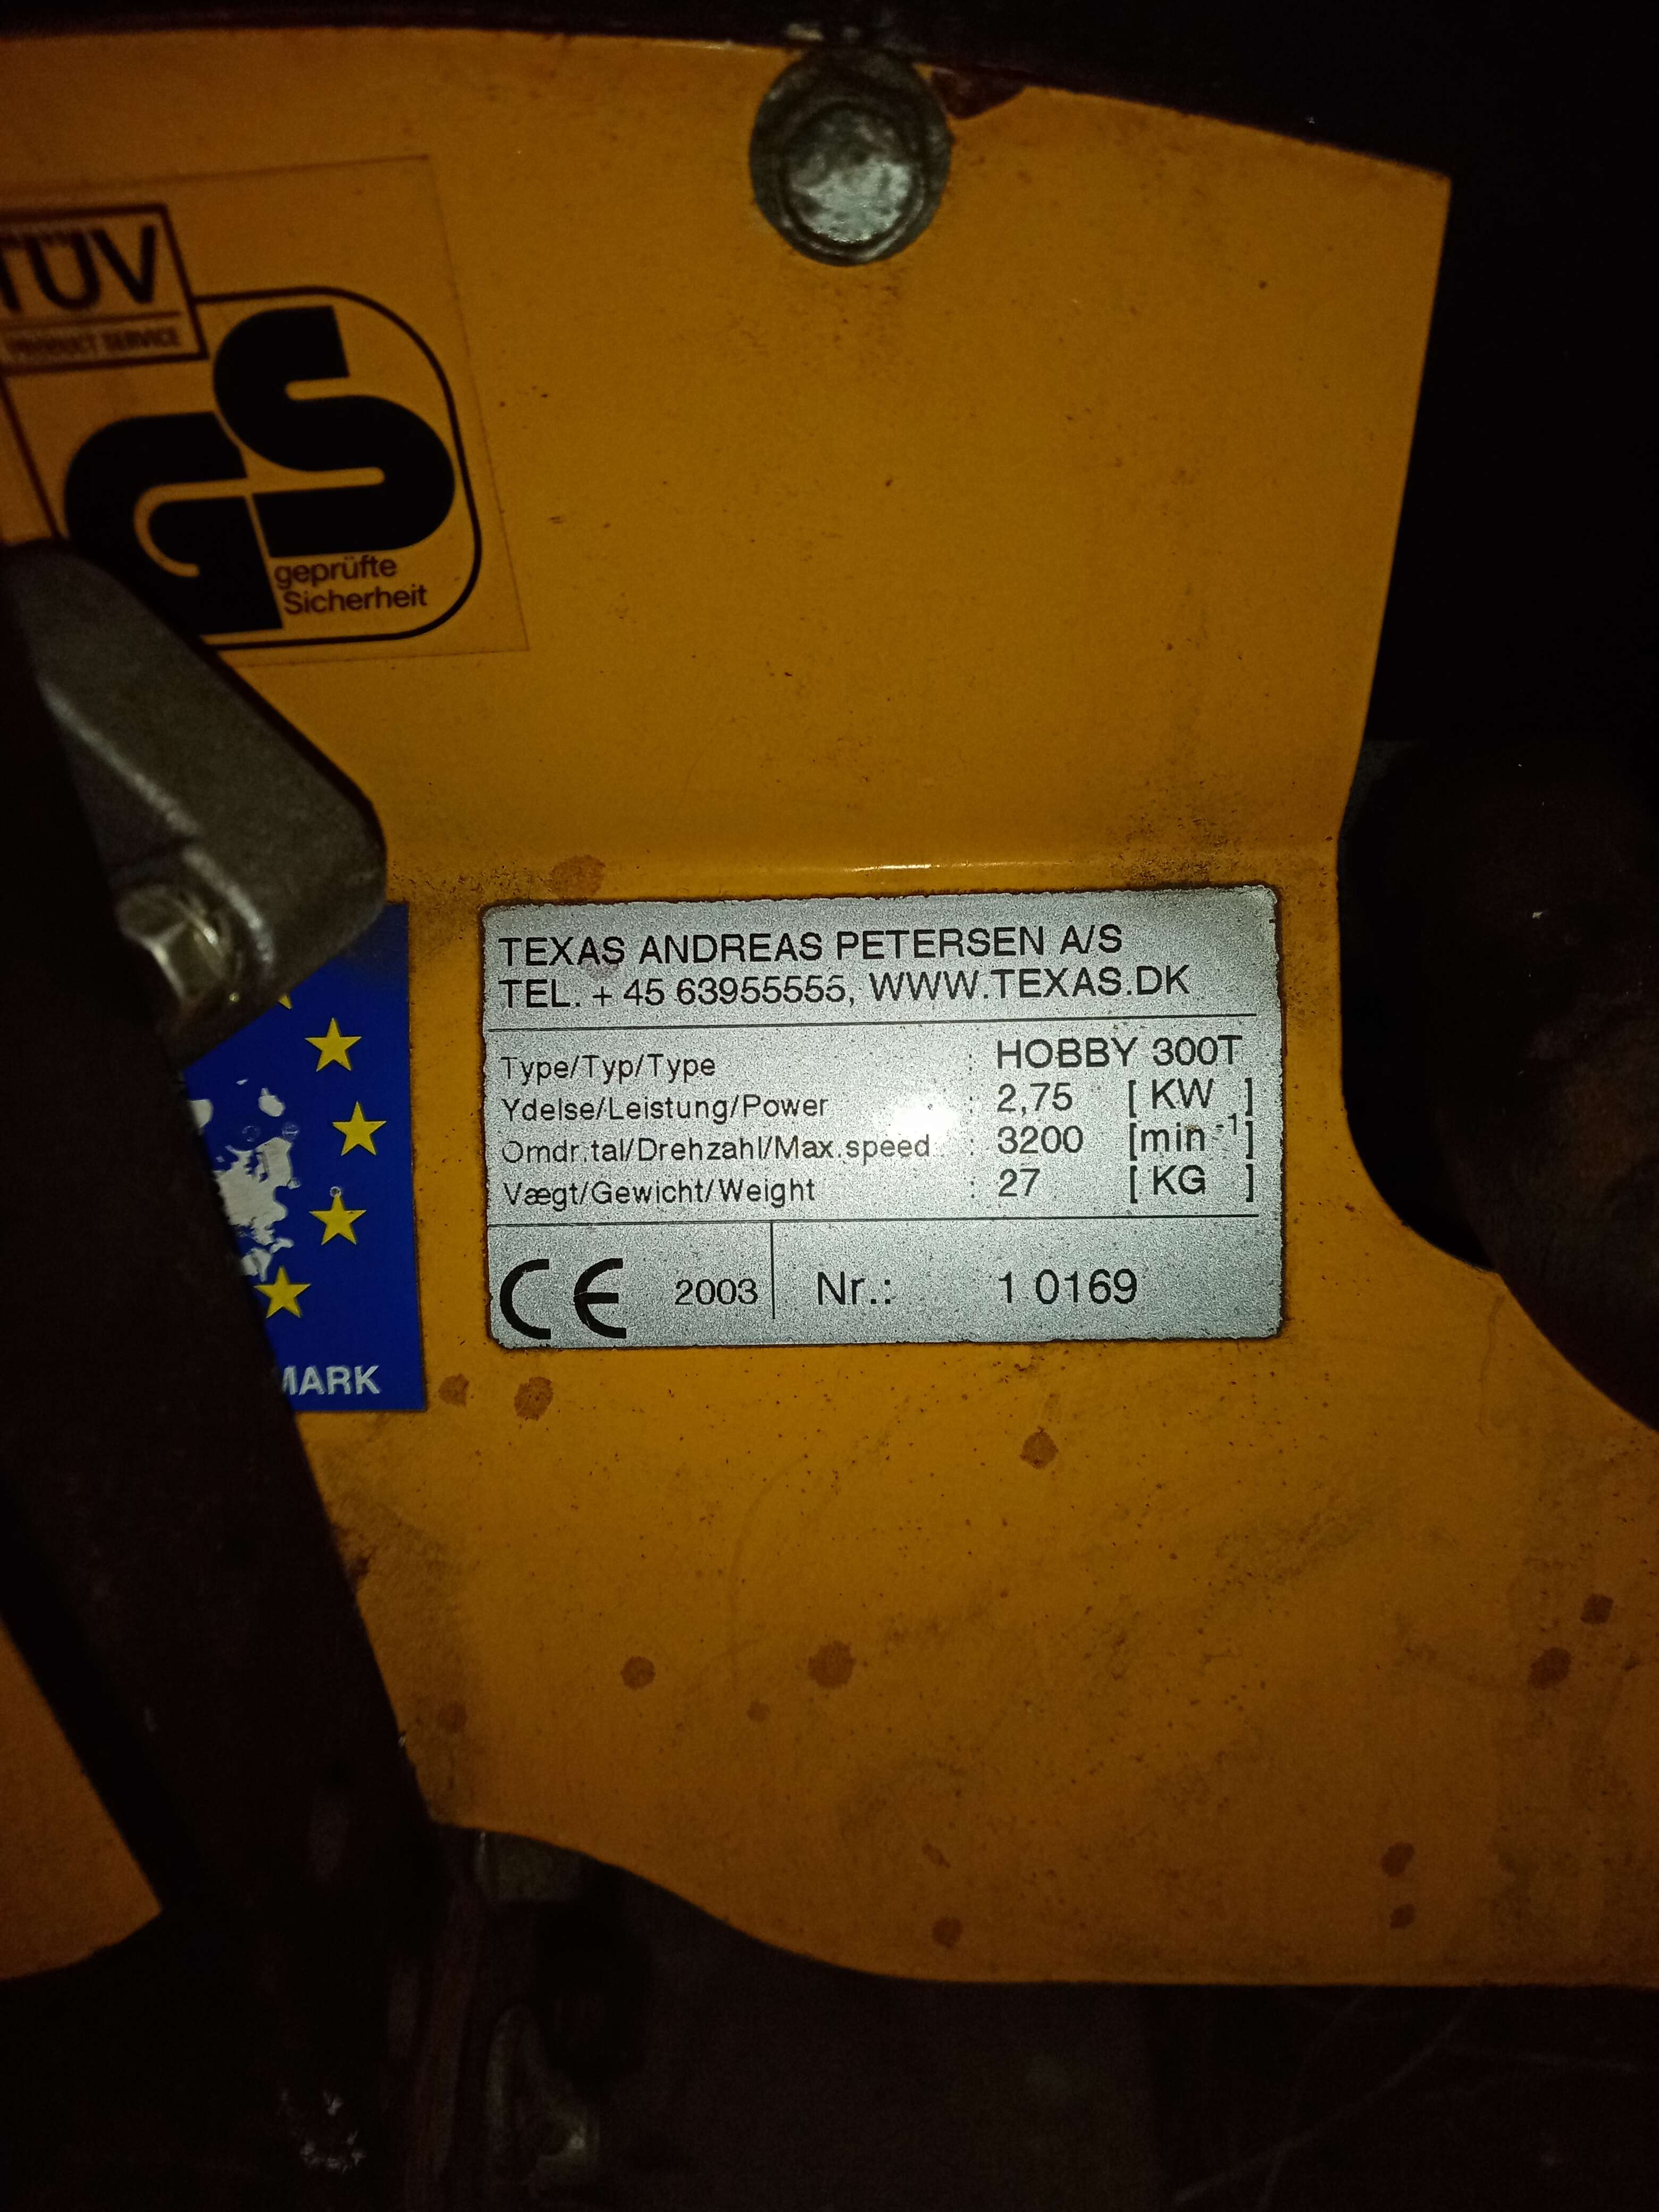 TÜV
PRODUCT SERVICE
GS
geprüfte
Sicherheit
TEXAS ANDREAS PETERSEN A/S
TEL. + 45 63955555, WWW.TEXAS.DK
Type/Typ/Type : HOBBY 300T
Ydelse/Leistung/Power : 2,75 [ KW ]
Omdr.tal/Drehzahl/Max.speed : 3200 [min⁻¹]
Vægt/Gewicht/Weight : 27 [ KG ]
CE 2003 Nr.: 1 0169
MARK